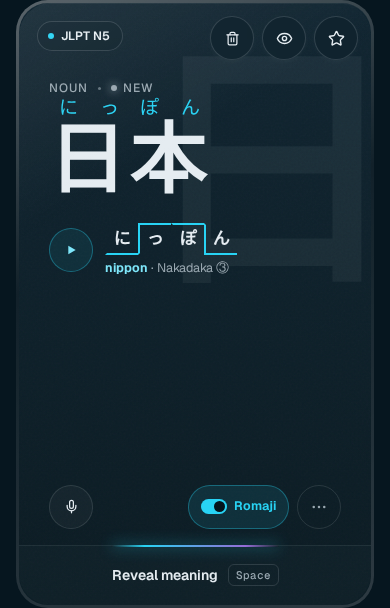 JLPT N5
NOUN • NEW
にっぽん
日本
にっぽん
nippon · Nakadaka ③
Romaji
Reveal meaning Space